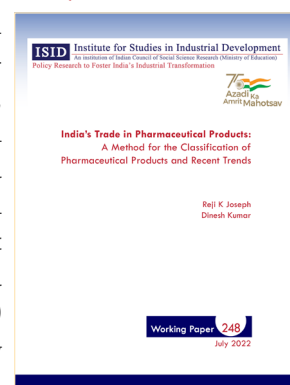 ISID Institute for Studies in Industrial Development
An institution of Indian Council of Social Science Research (Ministry of Education)
Policy Research to Foster India's Industrial Transformation
75
Azadi Ka
Amrit Mahotsav
India's Trade in Pharmaceutical Products:
A Method for the Classification of
Pharmaceutical Products and Recent Trends
Reji K Joseph
Dinesh Kumar
Working Paper 248
July 2022